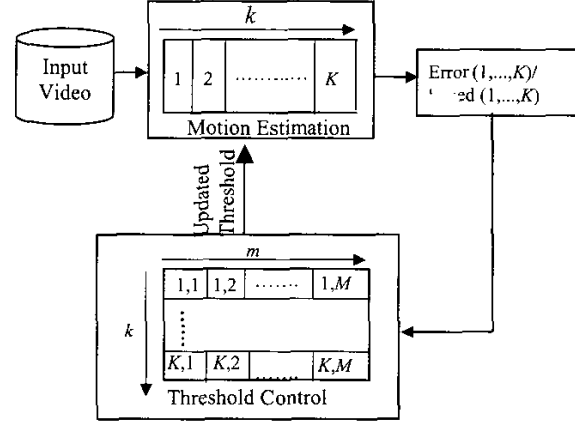 Input
Video
k
1 2 ............ K
Motion Estimation
Error (1,...,K)/
(1,...,K)
Updated
Threshold
m
1,1 1,2 ....... 1,M
k
K,1 K,2 ....... K,M
Threshold Control